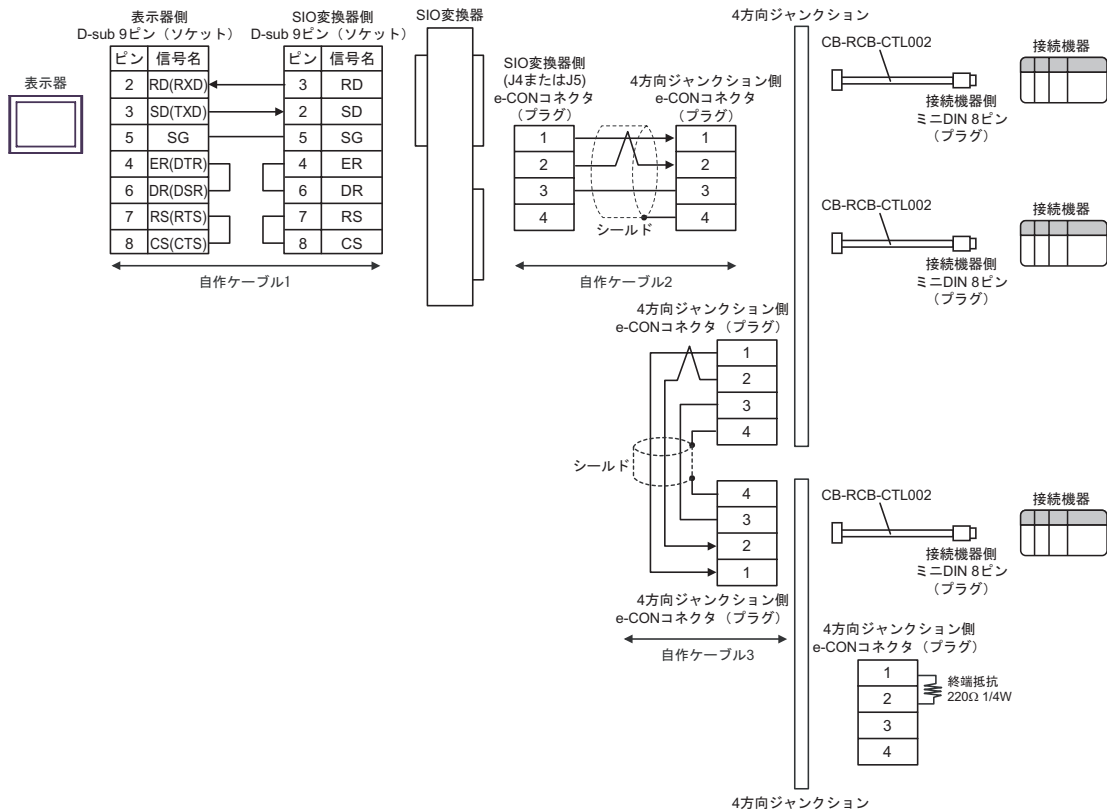 表示器
表示器側
D-sub 9ピン（ソケット）
ピン 信号名
2 RD(RXD)
3 SD(TXD)
5 SG
4 ER(DTR)
6 DR(DSR)
7 RS(RTS)
8 CS(CTS)
SIO変換器側
D-sub 9ピン（ソケット）
ピン 信号名
3 RD
2 SD
5 SG
4 ER
6 DR
7 RS
8 CS
自作ケーブル1
SIO変換器
SIO変換器側
(J4またはJ5)
e-CONコネクタ
（プラグ）
1
2
3
4
シールド
4方向ジャンクション側
e-CONコネクタ
（プラグ）
1
2
3
4
自作ケーブル2
4方向ジャンクション
CB-RCB-CTL002
接続機器側
ミニDIN 8ピン
（プラグ）
接続機器
CB-RCB-CTL002
接続機器側
ミニDIN 8ピン
（プラグ）
接続機器
4方向ジャンクション側
e-CONコネクタ（プラグ）
1
2
3
4
シールド
4
3
2
1
4方向ジャンクション側
e-CONコネクタ（プラグ）
自作ケーブル3
CB-RCB-CTL002
接続機器側
ミニDIN 8ピン
（プラグ）
接続機器
4方向ジャンクション側
e-CONコネクタ（プラグ）
1
2
3
4
終端抵抗
220Ω 1/4W
4方向ジャンクション